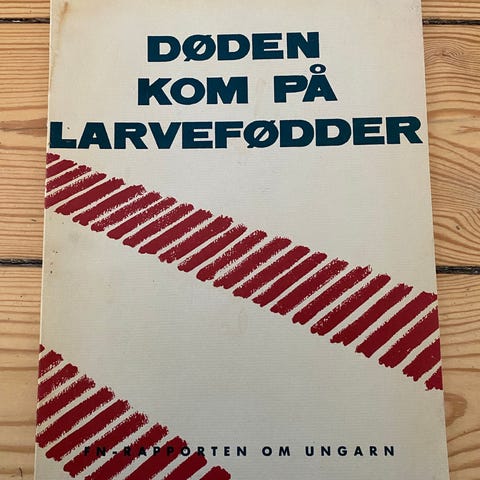 DØDEN
KOM PÅ
LARVEFØDDER
FN-RAPPORTEN OM UNGARN